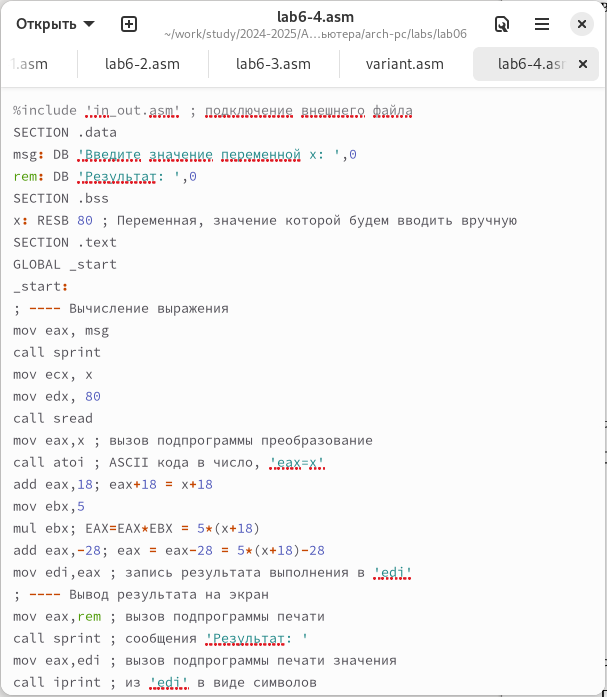 Открыть
lab6-4.asm
~/work/study/2024-2025/А...ьютера/arch-pc/labs/lab06
1.asm
lab6-2.asm
lab6-3.asm
variant.asm
lab6-4.as
%include 'in_out.asm' ; подключение внешнего файла
SECTION .data
msg: DB 'Введите значение переменной x: ',0
rem: DB 'Результат: ',0
SECTION .bss
x: RESB 80 ; Переменная, значение которой будем вводить вручную
SECTION .text
GLOBAL _start
_start:
; ---- Вычисление выражения
mov eax, msg
call sprint
mov ecx, x
mov edx, 80
call sread
mov eax,x ; вызов подпрограммы преобразование
call atoi ; ASCII кода в число, 'eax=x'
add eax,18; eax+18 = x+18
mov ebx,5
mul ebx; EAX=EAX*EBX = 5*(x+18)
add eax,-28; eax = eax-28 = 5*(x+18)-28
mov edi,eax ; запись результата выполнения в 'edi'
; ---- Вывод результата на экран
mov eax,rem ; вызов подпрограммы печати
call sprint ; сообщения 'Результат: '
mov eax,edi ; вызов подпрограммы печати значения
call iprint ; из 'edi' в виде символов